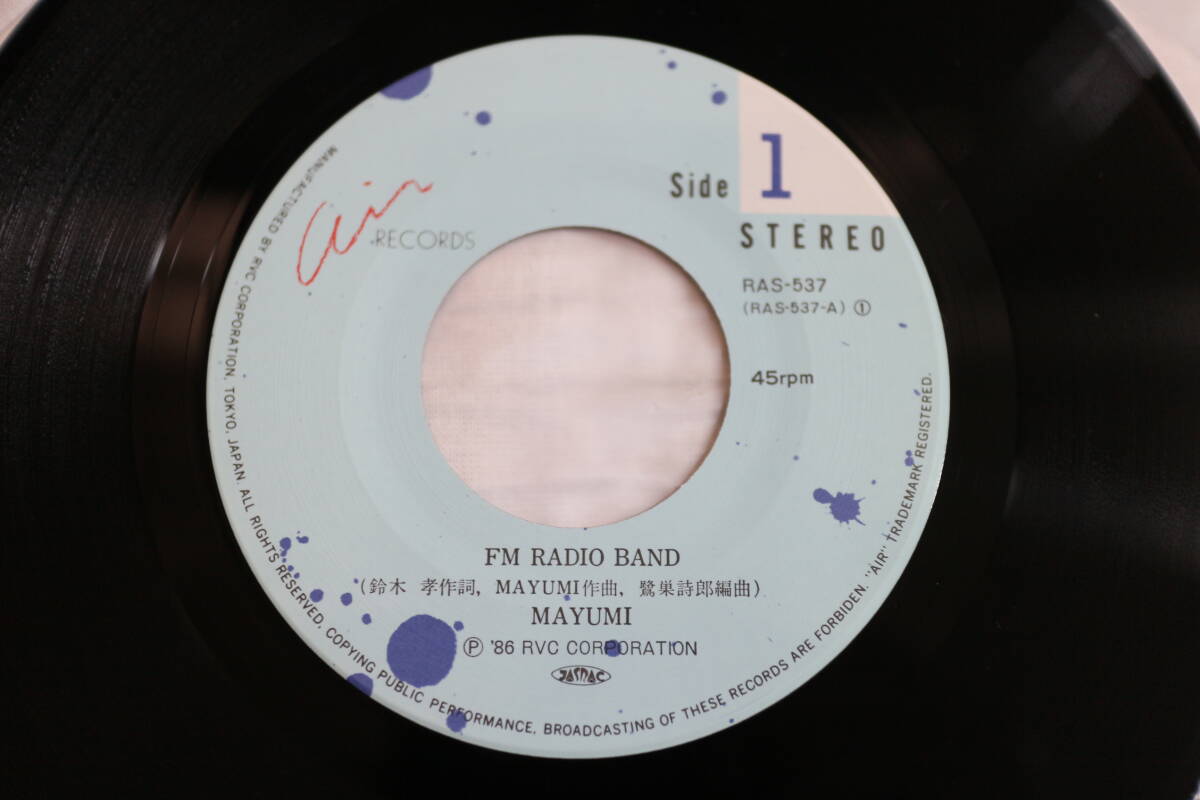 Air
RECORDS
Side 1
STEREO
RAS-537
(RAS-537-A) ①
45rpm
FM RADIO BAND
(鈴木 孝作詞, MAYUMI作曲, 鷺巣詩郎編曲)
MAYUMI
Ⓟ '86 RVC CORPORATION
JASRAC
MANUFACTURED BY RVC CORPORATION, TOKYO, JAPAN. ALL RIGHTS RESERVED, COPYING PUBLIC PERFORMANCE, BROADCASTING OF THESE RECORDS ARE FORBIDDEN. "AIR" TRADEMARK REGISTERED.